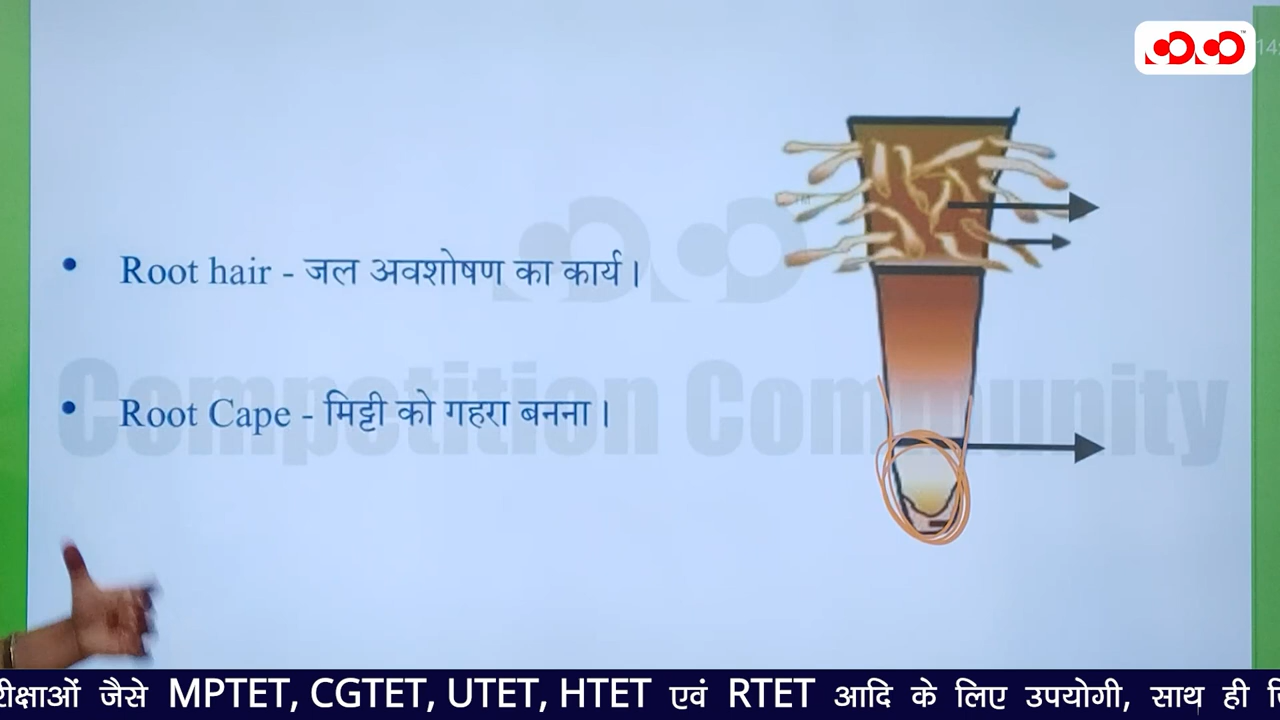 Root hair - जल अवशोषण का कार्य।
Root Cape - मिट्टी को गहरा बनना।
Competition Community
जैसे MPTET, CGTET, UTET, HTET एवं RTET आदि के लिए उपयोगी, साथ ही